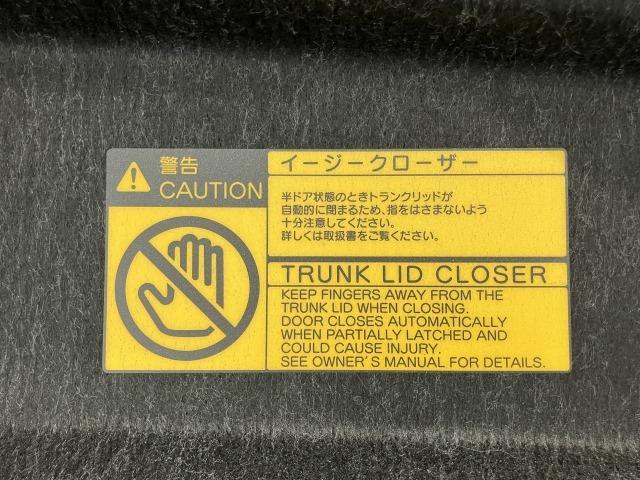 警告
CAUTION
イージークローザー
半ドア状態のときトランクリッドが
自動的に閉まるため、指をはさまないよう
十分注意してください。
詳しくは取扱書をご覧ください。
TRUNK LID CLOSER
KEEP FINGERS AWAY FROM THE
TRUNK LID WHEN CLOSING.
DOOR CLOSES AUTOMATICALLY
WHEN PARTIALLY LATCHED AND
COULD CAUSE INJURY.
SEE OWNER'S MANUAL FOR DETAILS.